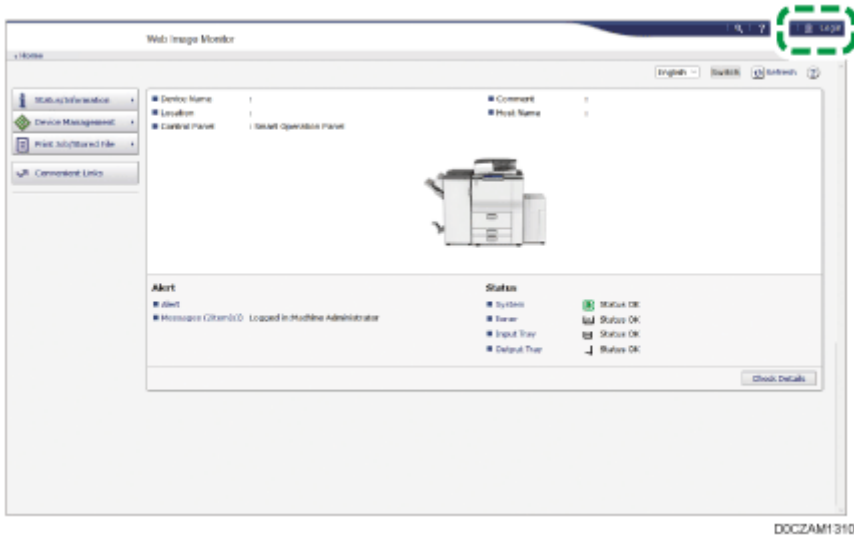 Login
Web Image Monitor
Home
English Switch Refresh
Status/Information
Device Management
Print Job/Stored File
Convenient Links
Device Name :
Location :
Control Panel : Smart Operation Panel
Comment :
Host Name :
Alert
Alert
Messages (2item(s)) Logged in:Machine Administrator
Status
System Status OK
Toner Status OK
Input Tray Status OK
Output Tray Status OK
Check Details
D0CZAM1310